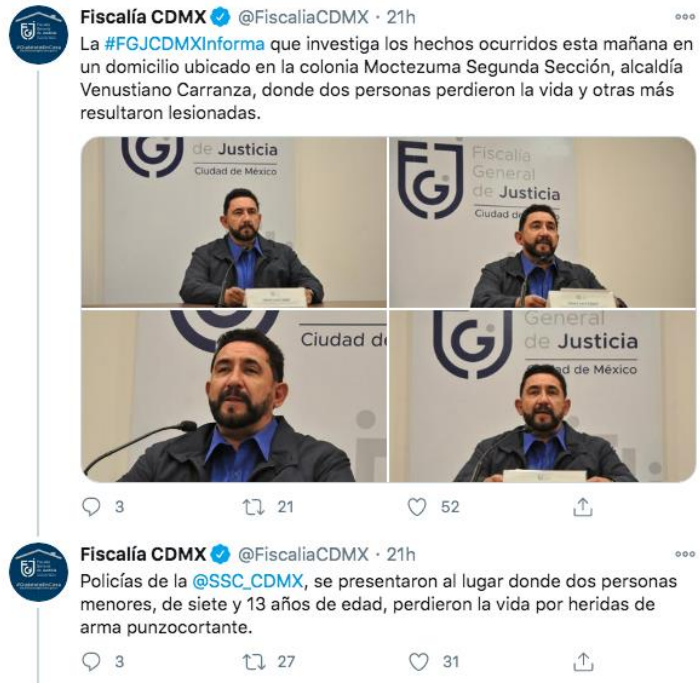 Fiscalía CDMX @FiscaliaCDMX · 21h
La #FGJCDMXInforma que investiga los hechos ocurridos esta mañana en
un domicilio ubicado en la colonia Moctezuma Segunda Sección, alcaldía
Venustiano Carranza, donde dos personas perdieron la vida y otras más
resultaron lesionadas.
de Justicia
Ciudad de México
Fiscalía
General
de Justicia
Ciudad de
Ciudad de
General
de Justicia
ad de México
3 21 52
Fiscalía CDMX @FiscaliaCDMX · 21h
Policías de la @SSC_CDMX, se presentaron al lugar donde dos personas
menores, de siete y 13 años de edad, perdieron la vida por heridas de
arma punzocortante.
3 27 31